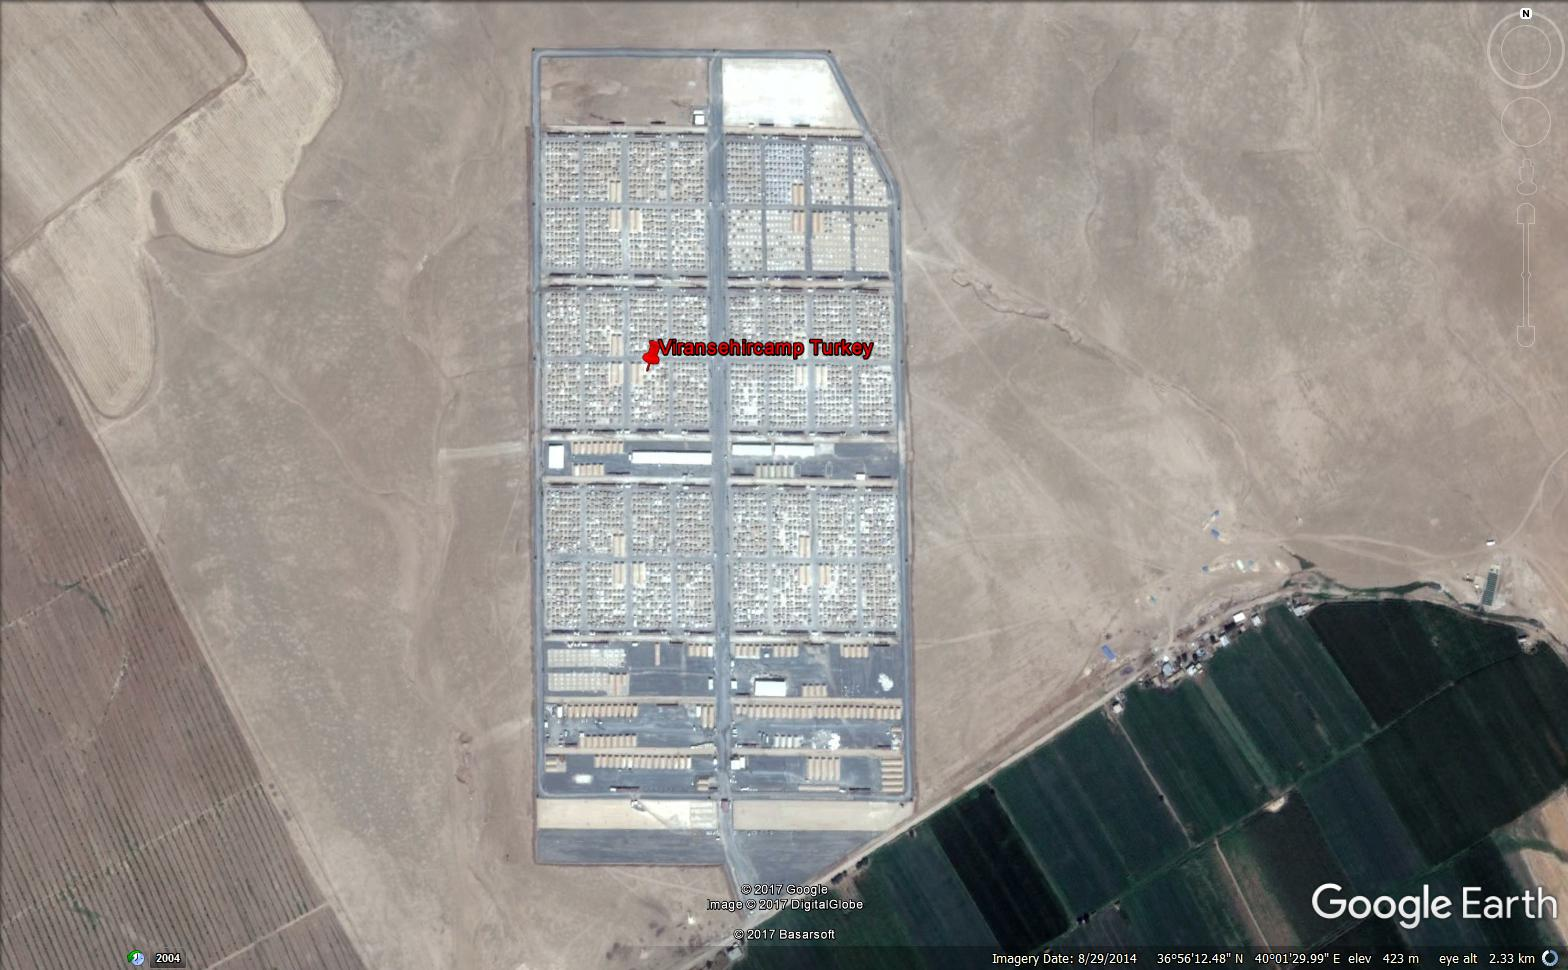 N
Viransehircamp Turkey
© 2017 Google
Image © 2017 DigitalGlobe
© 2017 Basarsoft
Google Earth
2004
Imagery Date: 8/29/2014 36°56'12.48" N 40°01'29.99" E elev 423 m eye alt 2.33 km